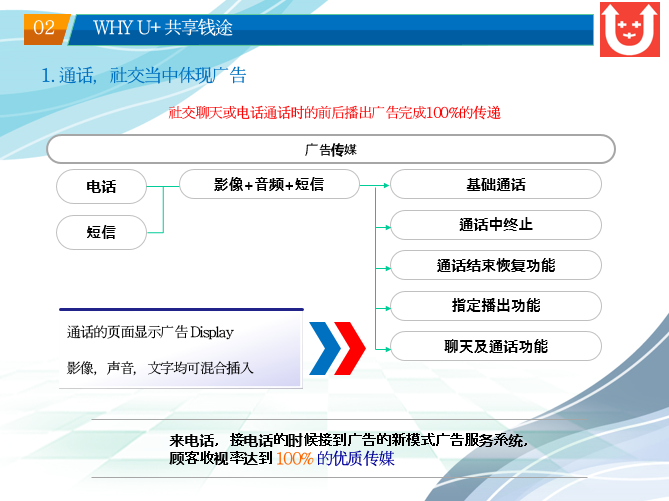 02 WHY U+ 共享钱途
1. 通话, 社交当中体现广告
社交聊天或电话通话时的前后播出广告完成100%的传递
广告传媒
电话
影像+音频+短信
基础通话
短信
通话中终止
通话结束恢复功能
指定播出功能
聊天及通话功能
通话的页面显示广告 Display
影像, 声音, 文字均可混合插入
来电话, 接电话的时候接到广告的新模式广告服务系统,
顾客收视率达到 100% 的优质传媒